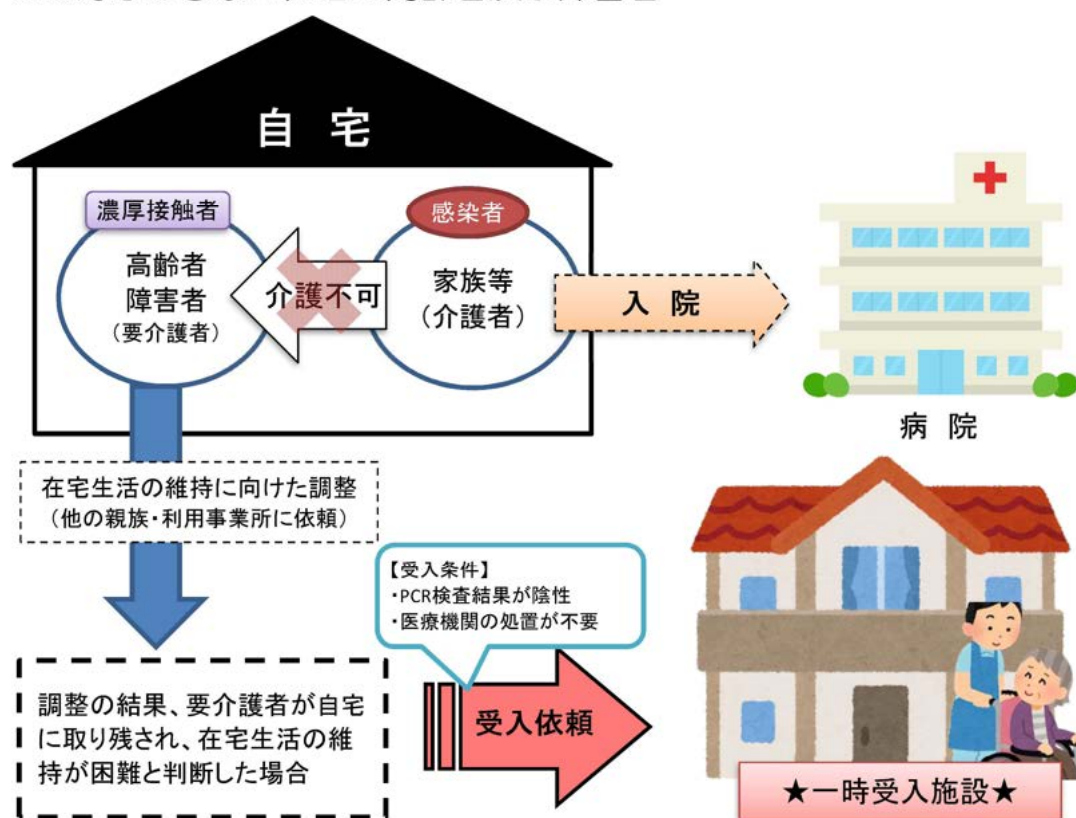 自宅
濃厚接触者
高齢者
障害者
(要介護者)
介護不可
感染者
家族等
(介護者)
入院
病院
在宅生活の維持に向けた調整
(他の親族・利用事業所に依頼)
【受入条件】
・PCR検査結果が陰性
・医療機関の処置が不要
調整の結果、要介護者が自宅
に取り残され、在宅生活の維
持が困難と判断した場合
受入依頼
★一時受入施設★